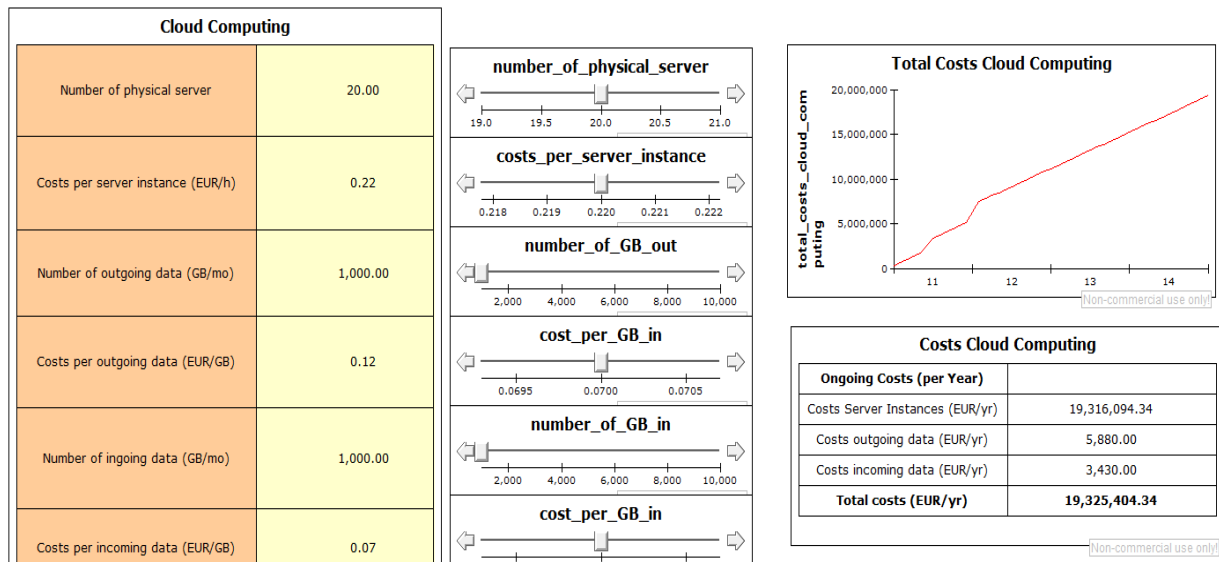 Cloud Computing
Number of physical server 20.00
Costs per server instance (EUR/h) 0.22
Number of outgoing data (GB/mo) 1,000.00
Costs per outgoing data (EUR/GB) 0.12
Number of ingoing data (GB/mo) 1,000.00
Costs per incoming data (EUR/GB) 0.07
number_of_physical_server
19.0 19.5 20.0 20.5 21.0
costs_per_server_instance
0.218 0.219 0.220 0.221 0.222
number_of_GB_out
2,000 4,000 6,000 8,000 10,000
cost_per_GB_in
0.0695 0.0700 0.0705
number_of_GB_in
2,000 4,000 6,000 8,000 10,000
cost_per_GB_in
Total Costs Cloud Computing
total_costs_cloud_com
puting
20,000,000
15,000,000
10,000,000
5,000,000
0
11 12 13 14
Non-commercial use only!
Costs Cloud Computing
Ongoing Costs (per Year)
Costs Server Instances (EUR/yr) 19,316,094.34
Costs outgoing data (EUR/yr) 5,880.00
Costs incoming data (EUR/yr) 3,430.00
Total costs (EUR/yr) 19,325,404.34
Non-commercial use only!